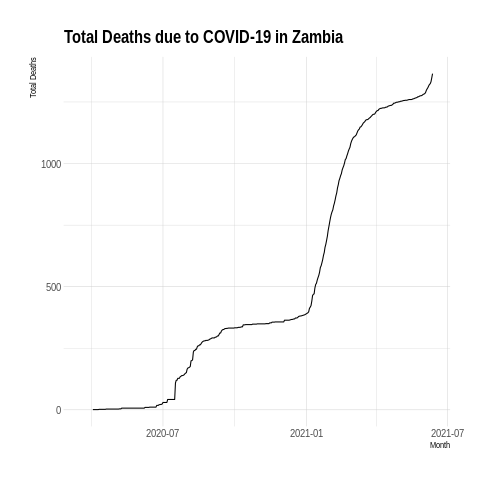 Total Deaths due to COVID-19 in Zambia
Total Deaths
1000
500
0
2020-07
2021-01
2021-07
Month